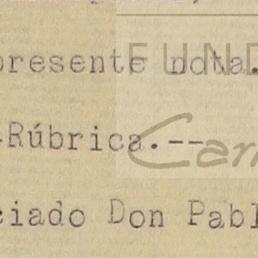 presente nota.
-Rúbrica.--
ciado Don Pabl